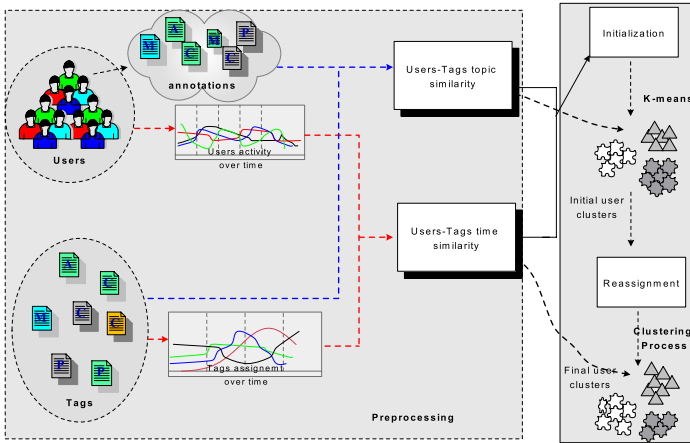 M
A
C
M
C
P
annotations
Users
Users activity
over time
Users-Tags topic
similarity
Initialization
K-means
Initial user
clusters
Users-Tags time
similarity
Reassignment
Clustering
Process
Final user
clusters
A
C
M
C
C
P
P
Tags
Tags assignemt
over time
Preprocessing